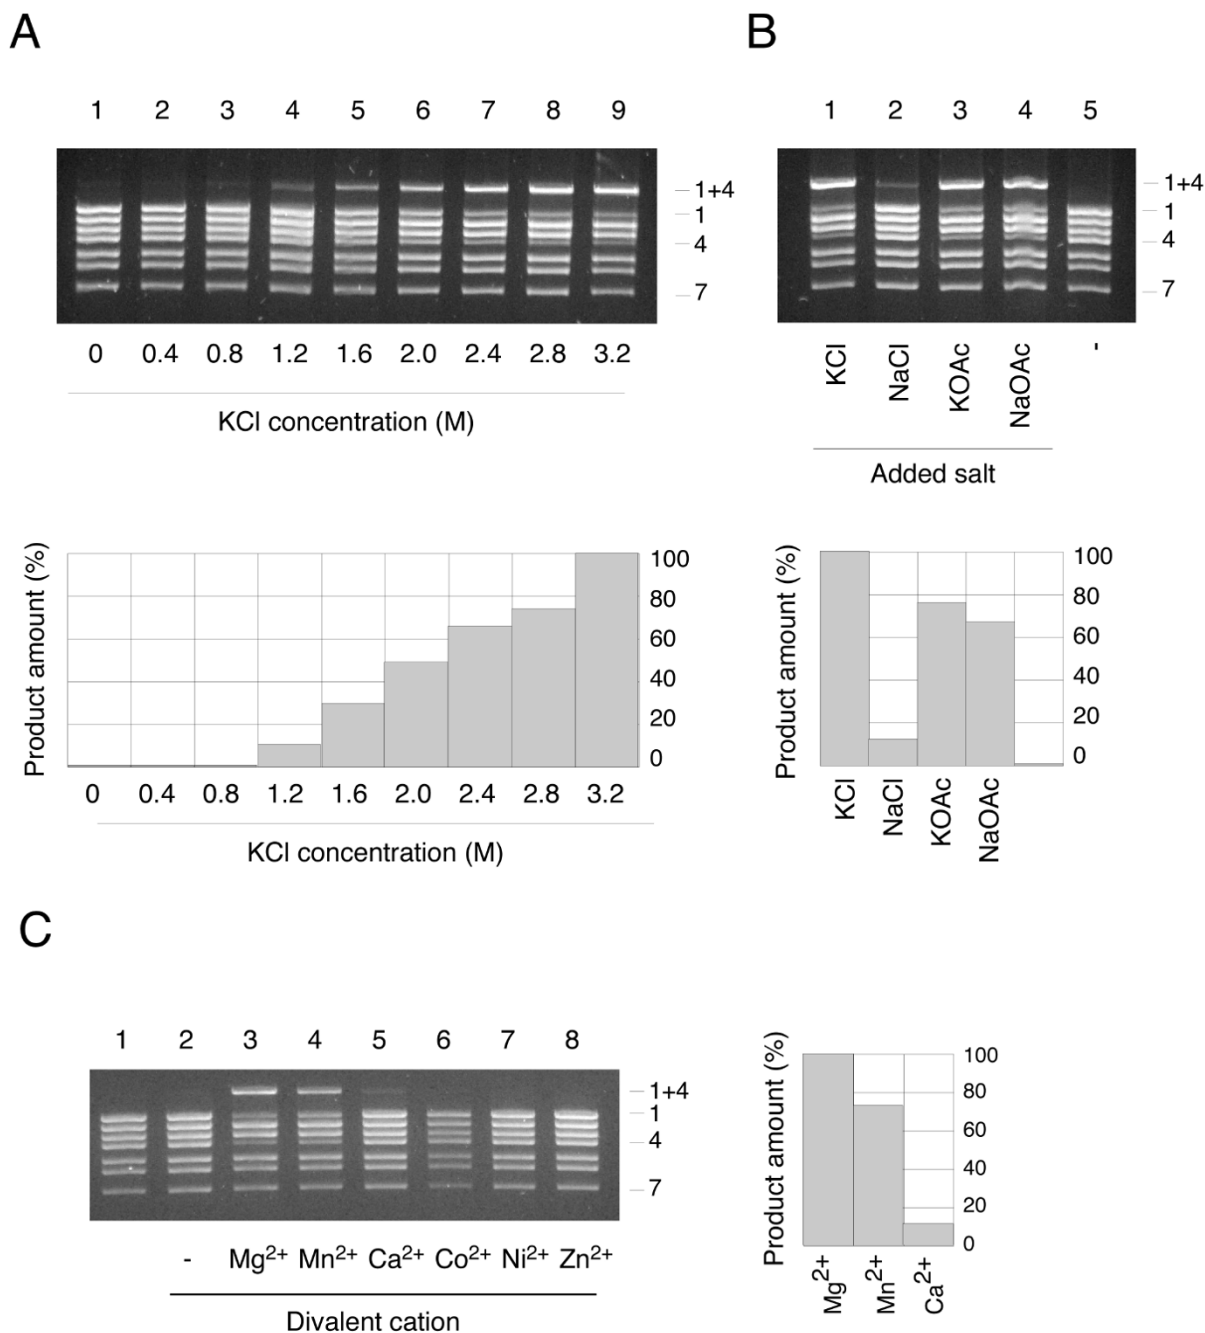 A
1 2 3 4 5 6 7 8 9
1+4
1
4
7
0 0.4 0.8 1.2 1.6 2.0 2.4 2.8 3.2
KCl concentration (M)
Product amount (%)
100
80
60
40
20
0
0 0.4 0.8 1.2 1.6 2.0 2.4 2.8 3.2
KCl concentration (M)
B
1 2 3 4 5
1+4
1
4
7
KCl NaCl KOAc NaOAc -
Added salt
Product amount (%)
100
80
60
40
20
0
KCl NaCl KOAc NaOAc
C
1 2 3 4 5 6 7 8
1+4
1
4
7
- Mg²⁺ Mn²⁺ Ca²⁺ Co²⁺ Ni²⁺ Zn²⁺
Divalent cation
Product amount (%)
100
80
60
40
20
0
Mg²⁺ Mn²⁺ Ca²⁺